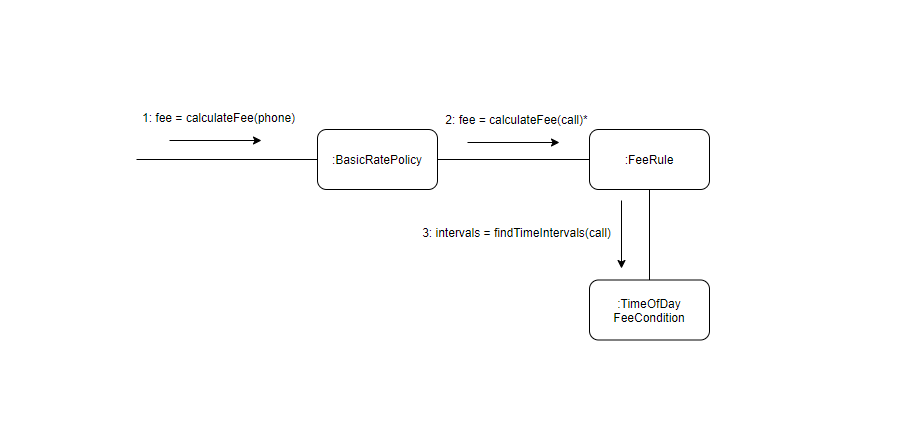 1: fee = calculateFee(phone)
2: fee = calculateFee(call)*
:BasicRatePolicy
:FeeRule
3: intervals = findTimeIntervals(call)
:TimeOfDay
FeeCondition